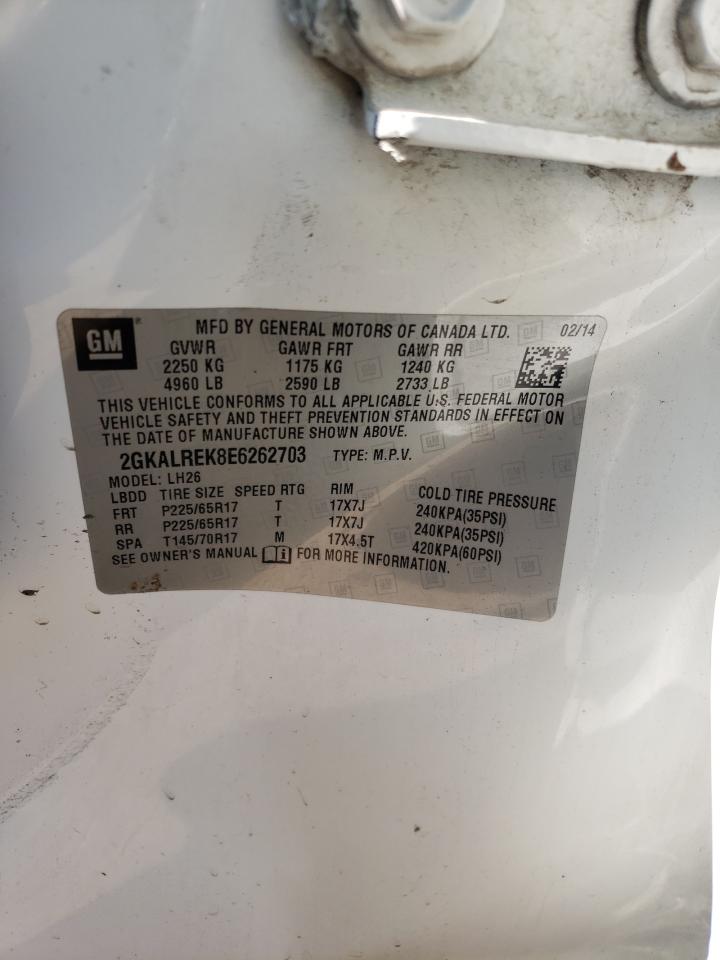 GM MFD BY GENERAL MOTORS OF CANADA LTD. 02/14
GVWR GAWR FRT GAWR RR
2250 KG 1175 KG 1240 KG
4960 LB 2590 LB 2733 LB
THIS VEHICLE CONFORMS TO ALL APPLICABLE U.S. FEDERAL MOTOR
VEHICLE SAFETY AND THEFT PREVENTION STANDARDS IN EFFECT ON
THE DATE OF MANUFACTURE SHOWN ABOVE.
2GKALREK8E6262703 TYPE: M.P.V.
MODEL: LH26
LBDD TIRE SIZE SPEED RTG RIM COLD TIRE PRESSURE
FRT P225/65R17 T 17X7J 240KPA(35PSI)
RR P225/65R17 T 17X7J 240KPA(35PSI)
SPA T145/70R17 M 17X4.5T 420KPA(60PSI)
SEE OWNER'S MANUAL FOR MORE INFORMATION.